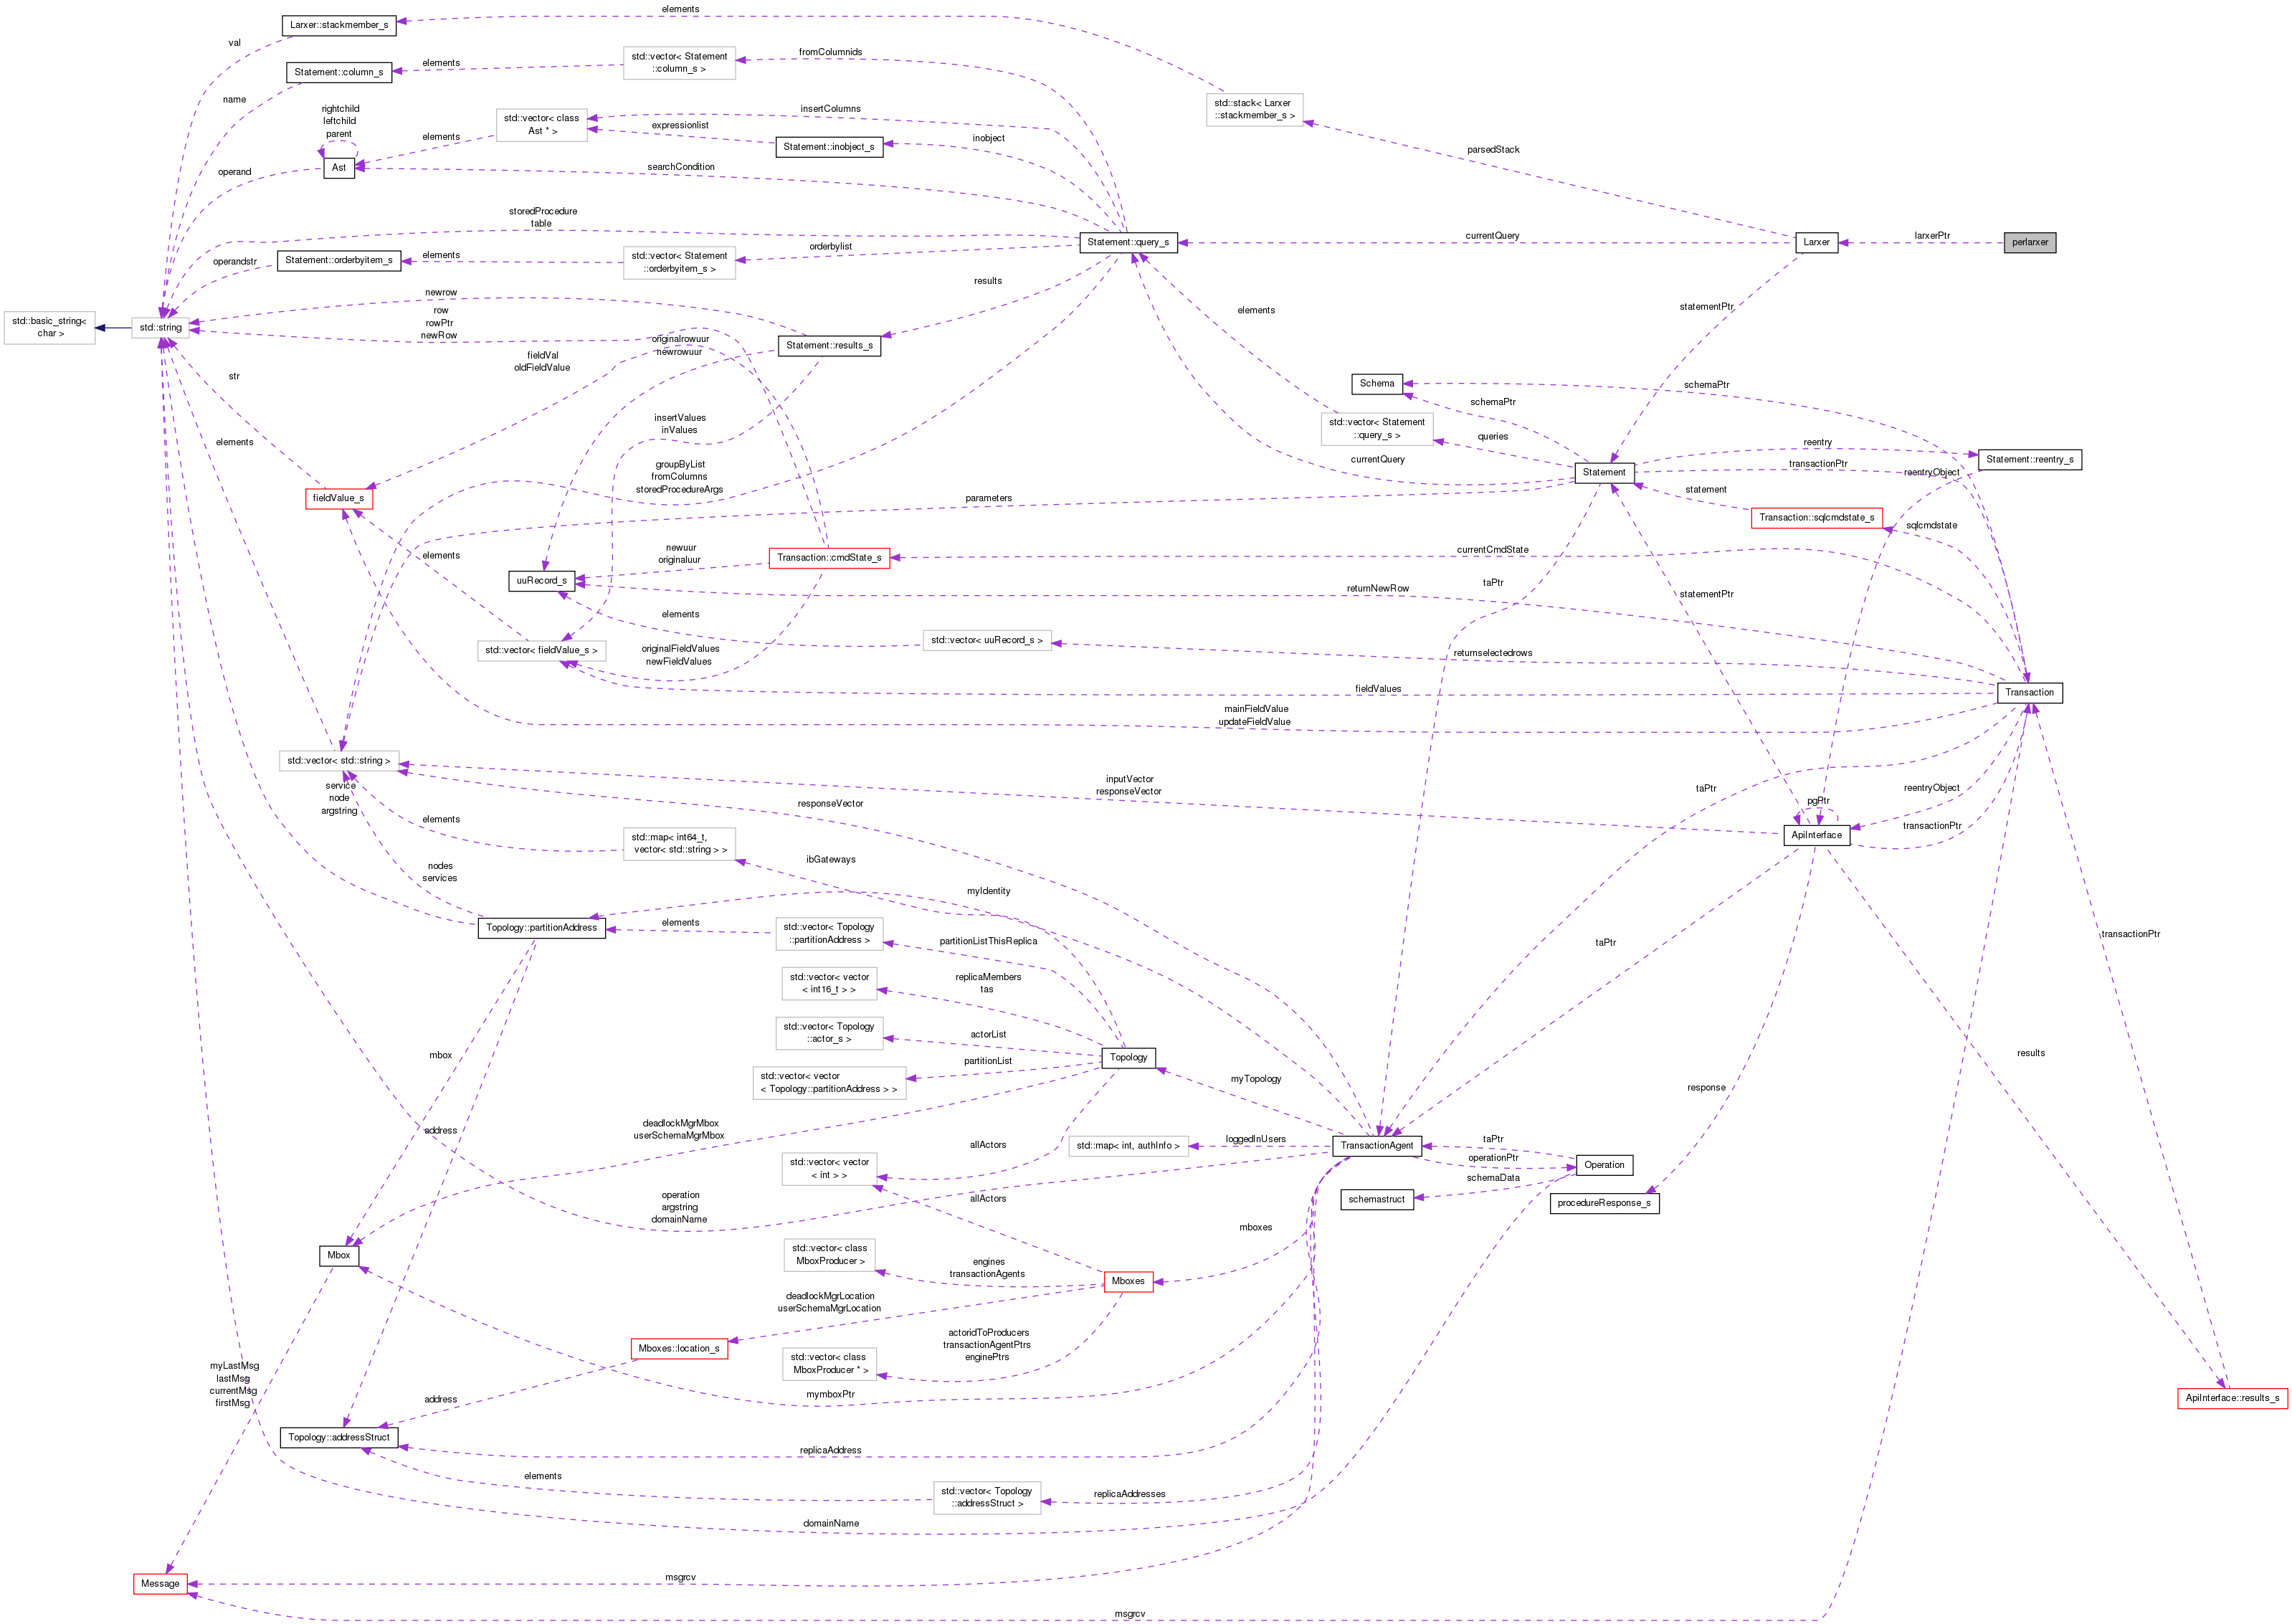 elements
Larxer::stackmember_s
val
fromColumnids
std::vector< Statement
::column_s >
elements
Statement::column_s
name
std::stack< Larxer
::stackmember_s >
rightchild
leftchild
parent
insertColumns
std::vector< class
Ast * >
expressionlist
elements
Statement::inobject_s
inobject
parsedStack
searchCondition
Ast
operand
storedProcedure
table
currentQuery
larxerPtr
Statement::query_s
Larxer
perlarxer
orderbylist
std::vector< Statement
::orderbyitem_s >
elements
Statement::orderbyitem_s
operandstr
results
newrow
statementPtr
elements
row
rowPtr
newRow
std::basic_string<
char >
std::string
originalrowuur
newrowuur
Statement::results_s
fieldVal
oldFieldValue
str
Schema
schemaPtr
schemaPtr
insertValues
inValues
std::vector< Statement
::query_s >
queries
reentry
elements
currentQuery
groupByList
fromColumns
storedProcedureArgs
transactionPtr
Statement::reentry_s
Statement
reentryObject
fieldValue_s
parameters
statement
Transaction::sqlcmdstate_s
sqlcmdstate
elements
newuur
originaluur
Transaction::cmdState_s
currentCmdState
uuRecord_s
taPtr
returnNewRow
statementPtr
elements
std::vector< uuRecord_s >
std::vector< fieldValue_s >
originalFieldValues
newFieldValues
returnselectedrows
fieldValues
Transaction
mainFieldValue
updateFieldValue
std::vector< std::string >
inputVector
responseVector
service
node
argstring
taPtr
reentryObject
responseVector
pgPtr
elements
std::map< int64_t,
vector< std::string > >
transactionPtr
ApiInterface
ibGateways
nodes
services
myIdentity
elements
Topology::partitionAddress
std::vector< Topology
::partitionAddress >
partitionListThisReplica
transactionPtr
taPtr
std::vector< vector
< int16_t > >
replicaMembers
tas
std::vector< Topology
::actor_s >
actorList
mbox
Topology
results
partitionList
std::vector< vector
< Topology::partitionAddress > >
myTopology
response
address
deadlockMgrMbox
userSchemaMgrMbox
allActors
std::map< int, authInfo >
loggedInUsers
TransactionAgent
taPtr
operationPtr
Operation
std::vector< vector
< int > >
schemaData
schemastruct
procedureResponse_s
operation
argstring
domainName
allActors
mboxes
Mbox
std::vector< class
MboxProducer >
engines
transactionAgents
Mboxes
deadlockMgrLocation
userSchemaMgrLocation
Mboxes::location_s
actoridToProducers
transactionAgentPtrs
enginePtrs
std::vector< class
MboxProducer * >
myLastMsg
lastMsg
currentMsg
firstMsg
address
mymboxPtr
ApiInterface::results_s
Topology::addressStruct
replicaAddress
elements
std::vector< Topology
::addressStruct >
replicaAddresses
domainName
Message
msgrcv
msgrcv